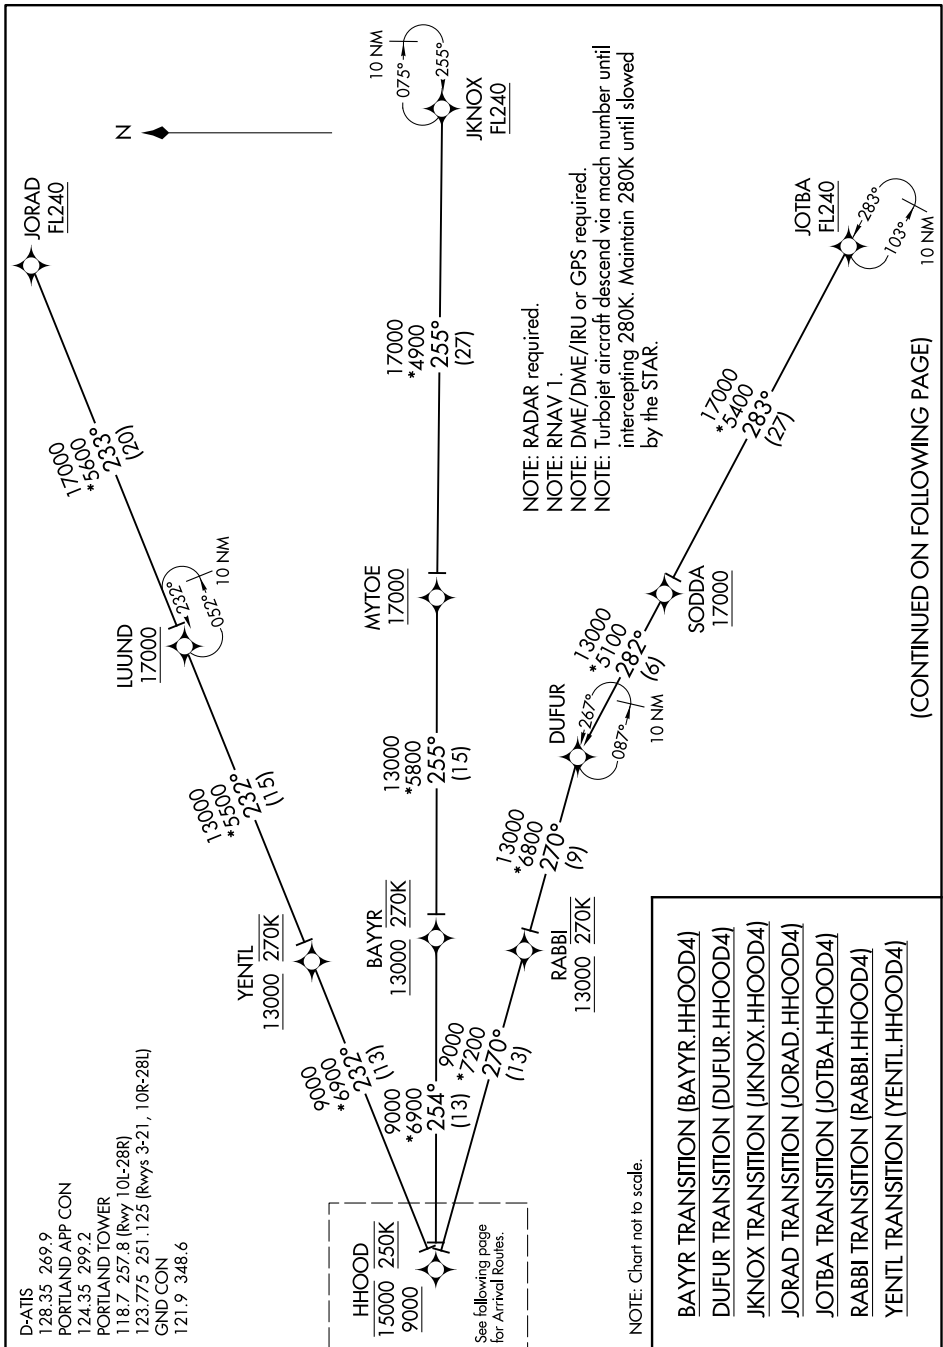 D-ATIS
128.35 269.9
PORTLAND APP CON
124.35 299.2
PORTLAND TOWER
118.7 257.8 (Rwy 10L-28R)
123.775 251.125 (Rwys 3-21, 10R-28L)
GND CON
121.9 348.6
N
JORAD
FL240
17000
*5600
233°
(20)
LUUND
17000
232°
052°
10 NM
13000
*5500
232°
(15)
YENTL
13000 270K
9000
*6900
232°
(13)
JKNOX
FL240
075°
255°
10 NM
17000
*4900
255°
(27)
MYTOE
17000
13000
*5800
255°
(15)
BAYYR
13000 270K
9000
*6900
254°
(13)
HHOOD
15000 250K
9000
See following page
for Arrival Routes.
NOTE: RADAR required.
NOTE: RNAV 1.
NOTE: DME/DME/IRU or GPS required.
NOTE: Turbojet aircraft descend via mach number until
intercepting 280K. Maintain 280K until slowed
by the STAR.
JOTBA
FL240
283°
103°
10 NM
17000
*5400
283°
(27)
SODDA
17000
13000
*5100
282°
(6)
DUFUR
267°
087°
10 NM
13000
*6800
270°
(9)
RABBI
13000 270K
9000
*7200
270°
(13)
NOTE: Chart not to scale.
(CONTINUED ON FOLLOWING PAGE)
BAYYR TRANSITION (BAYYR.HHOOD4)
DUFUR TRANSITION (DUFUR.HHOOD4)
JKNOX TRANSITION (JKNOX.HHOOD4)
JORAD TRANSITION (JORAD.HHOOD4)
JOTBA TRANSITION (JOTBA.HHOOD4)
RABBI TRANSITION (RABBI.HHOOD4)
YENTL TRANSITION (YENTL.HHOOD4)